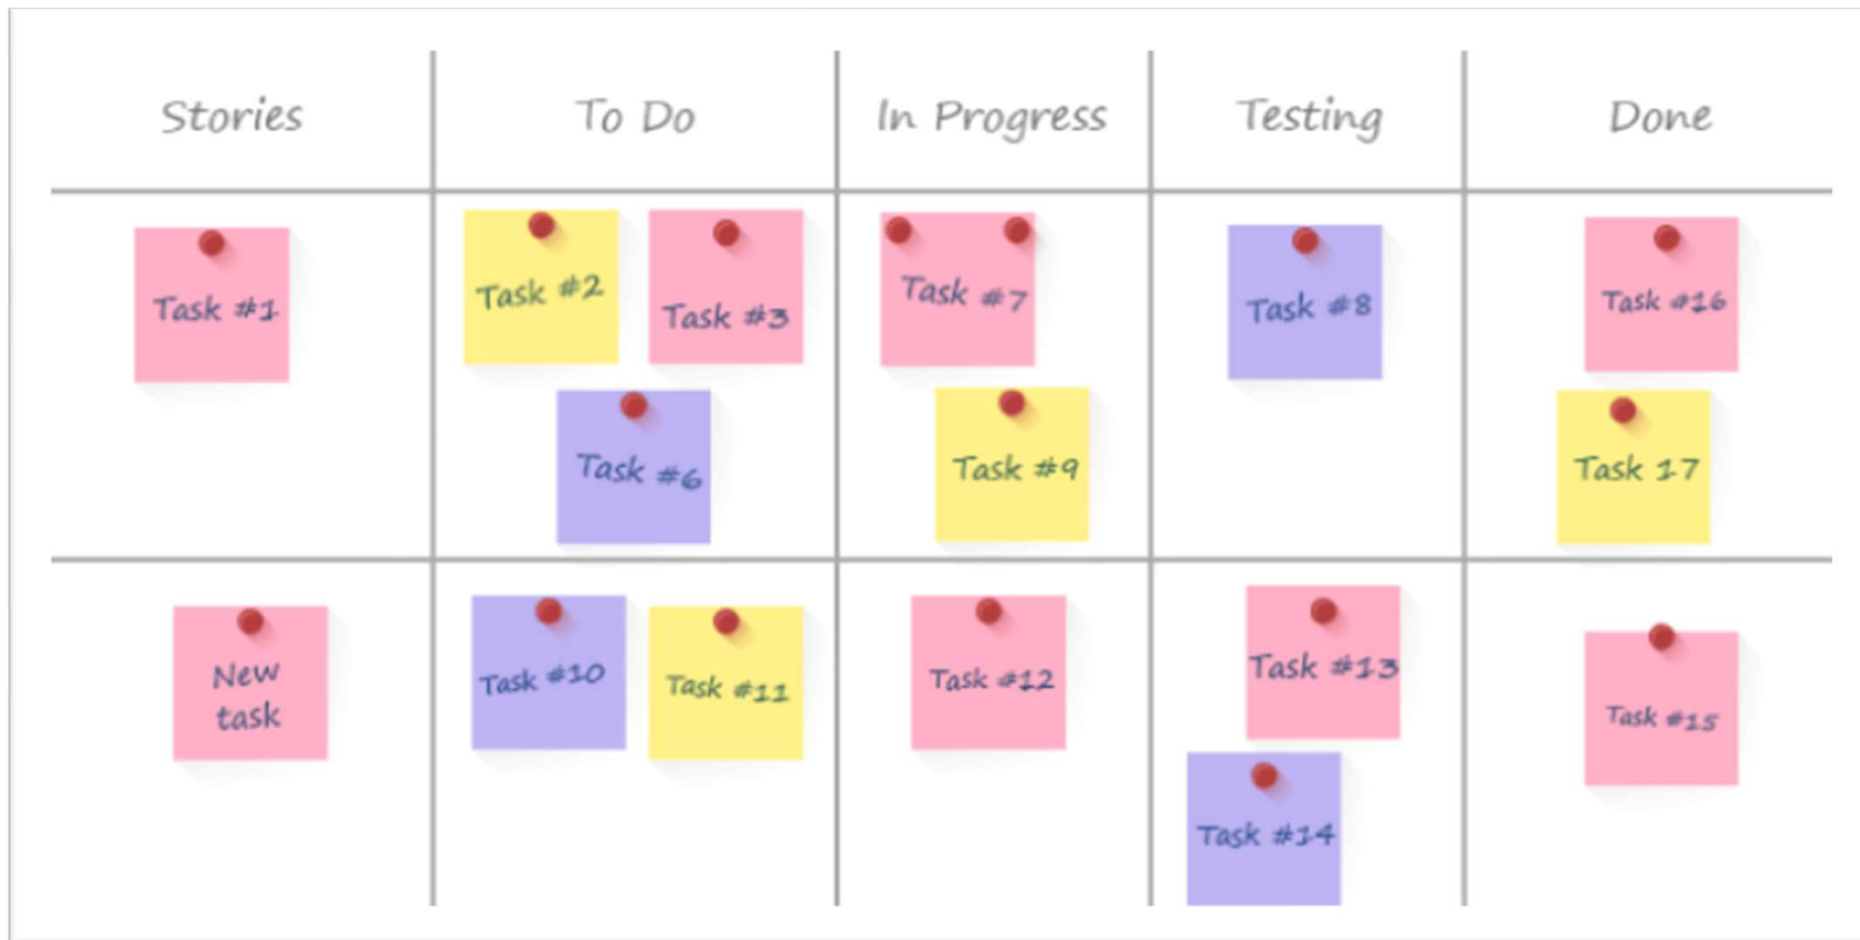 Stories
To Do
In Progress
Testing
Done
Task #1
Task #2
Task #3
Task #6
Task #7
Task #9
Task #8
Task #16
Task 17
New
task
Task #10
Task #11
Task #12
Task #13
Task #14
Task #15